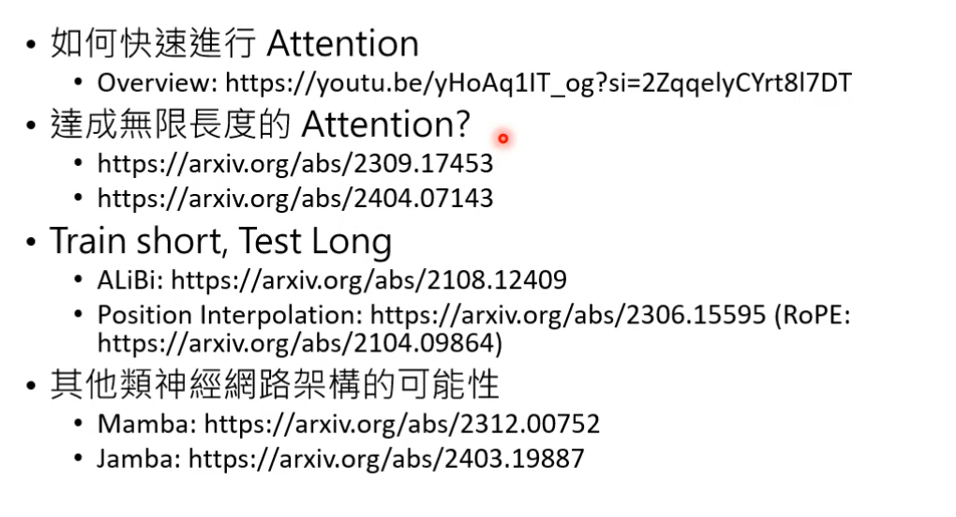 • 如何快速進行 Attention
• Overview: https://youtu.be/yHoAq1IT_og?si=2ZqqelyCYrt8l7DT
• 達成無限長度的 Attention?
• https://arxiv.org/abs/2309.17453
• https://arxiv.org/abs/2404.07143
• Train short, Test Long
• ALiBi: https://arxiv.org/abs/2108.12409
• Position Interpolation: https://arxiv.org/abs/2306.15595 (RoPE:
https://arxiv.org/abs/2104.09864)
• 其他類神經網路架構的可能性
• Mamba: https://arxiv.org/abs/2312.00752
• Jamba: https://arxiv.org/abs/2403.19887